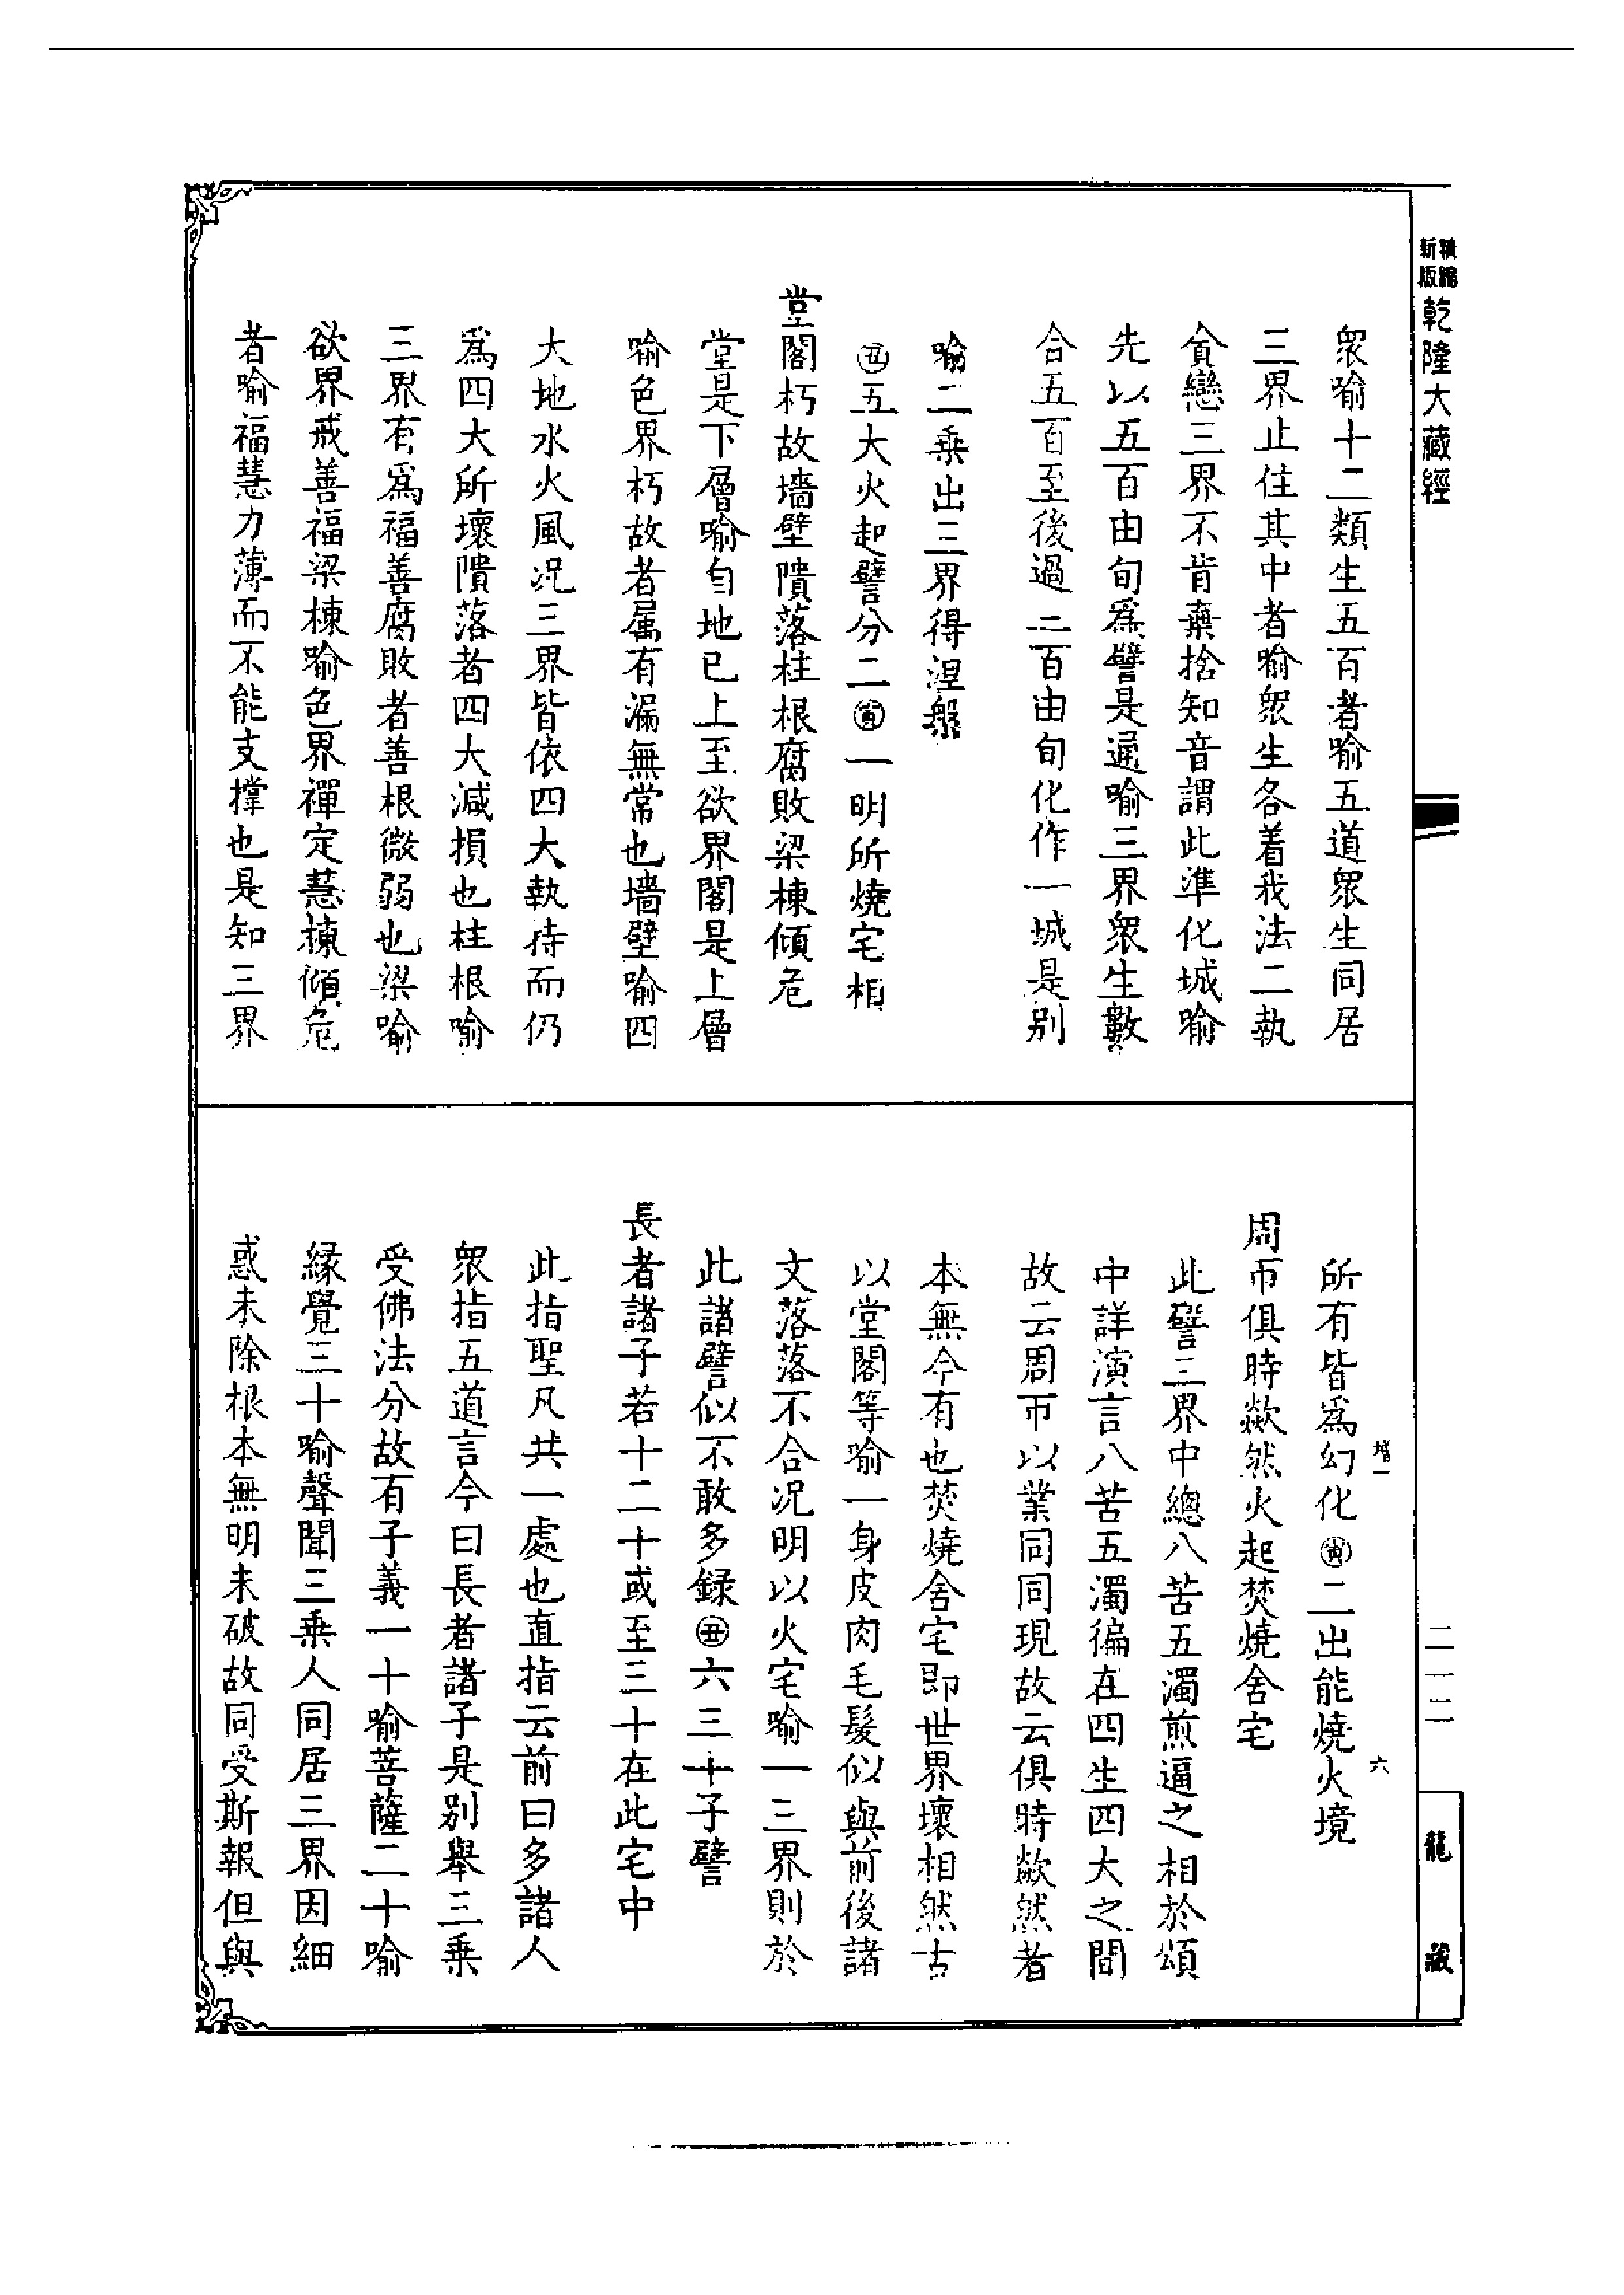 精縮新版乾隆大藏經
衆喻十二類生五百者喻五道衆生同居
三界止住其中者喻衆生各着我法二執
貪戀三界不肯棄捨知音謂此準化城喻
先以五百由旬爲譬是通喻三界衆生數
合五百至後過三百由旬化作一城是别
喻二乘出三界得涅槃
㊄五大火起譬分二寅一明所燒宅相
堂閣朽故墻壁隤落柱根腐敗梁棟傾危
堂是下層喻自地已上至欲界閣是上層
喻色界朽故者属有漏無常也墻壁喻四
大地水火風况三界皆依四大執持而仍
爲四大所壞隤落者四大減損也柱根喻
三界有爲福善腐敗者善根微弱也梁喻
欲界戒善福梁棟喻色界禪定慧棟傾危
者喻福慧力薄而不能支撑也是知三界
增一
六
所有皆爲幻化寅二出能燒火境
周帀俱時歘然火起焚燒舍宅
此譬三界中總八苦五濁煎逼之相於頌
中詳演言八苦五濁徧在四生四大之間
故云周帀以業同同現故云俱時歘然者
本無今有也焚燒舍宅即世界壞相然古
以堂閣等喻一身皮肉毛髮似與前後諸
文落落不合况明以火宅喻一三界則於
此諸譬似不敢多録丑六三十子譬
長者諸子若十二十或至三十在此宅中
此指聖凡共一處也直指云前曰多諸人
衆指五道言今曰長者諸子是别舉三乘
受佛法分故有子義一十喻菩薩二十喻
緣覺三十喻聲聞三乘人同居三界因細
惑未除根本無明未破故同受斯報但與
二一二
龍藏